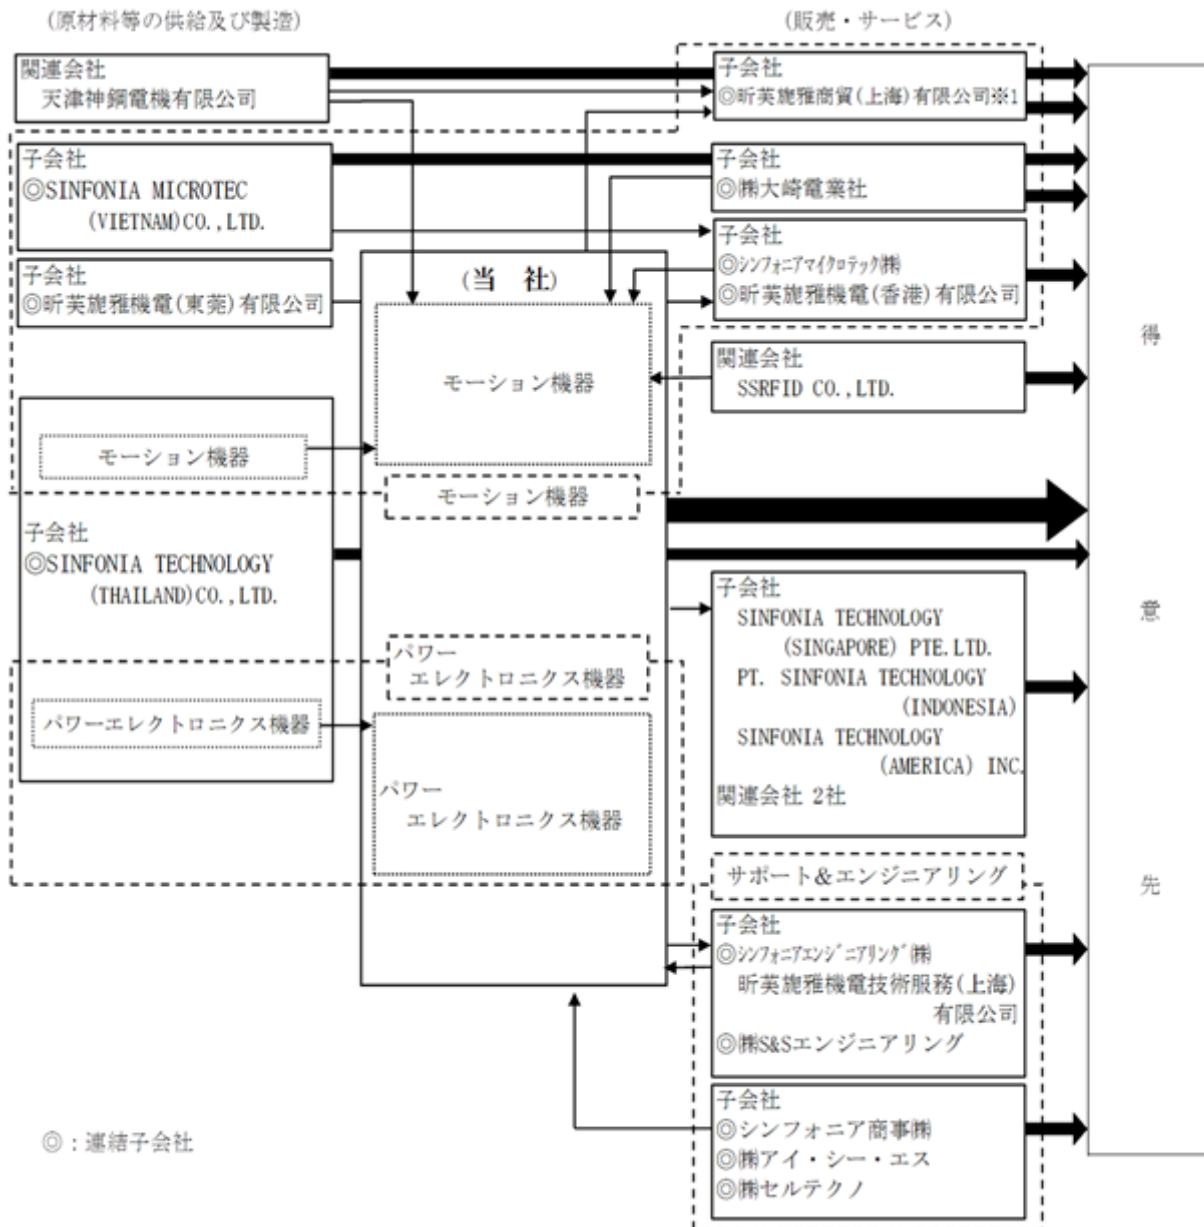 (原材料等の供給及び製造)
(販売・サービス)
関連会社
天津神鋼電機有限公司
子会社
◎SINFONIA MICROTEC
(VIETNAM)CO.,LTD.
子会社
◎昕芙旎雅機電(東莞)有限公司
モーション機器
子会社
◎SINFONIA TECHNOLOGY
(THAILAND)CO.,LTD.
パワーエレクトロニクス機器
(当 社)
モーション機器
モーション機器
パワー
エレクトロニクス機器
パワー
エレクトロニクス機器
子会社
◎昕芙旎雅商貿(上海)有限公司※1
子会社
◎㈱大崎電業社
子会社
◎シンフォニアマイクロテック㈱
◎昕芙旎雅機電(香港)有限公司
関連会社
SSRFID CO.,LTD.
子会社
SINFONIA TECHNOLOGY
(SINGAPORE) PTE.LTD.
PT. SINFONIA TECHNOLOGY
(INDONESIA)
SINFONIA TECHNOLOGY
(AMERICA) INC.
関連会社 2社
サポート&エンジニアリング
子会社
◎シンフォニアエンジニアリング㈱
昕芙旎雅機電技術服務(上海)
有限公司
◎㈱S&Sエンジニアリング
子会社
◎シンフォニア商事㈱
◎㈱アイ・シー・エス
◎㈱セルテクノ
得
意
先
◎:連結子会社